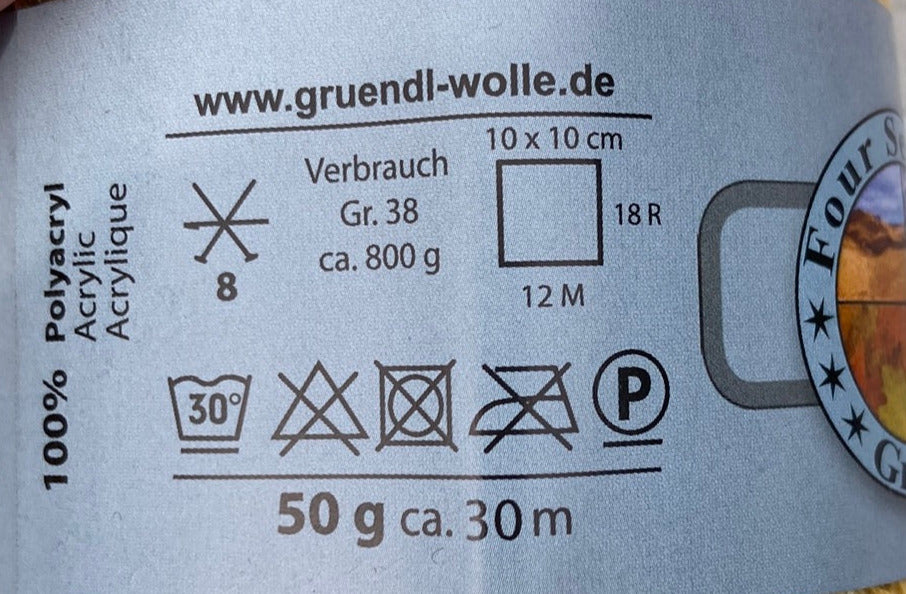 www.gruendl-wolle.de
100% Polyacryl
Acrylic
Acrylique
8
Verbrauch
Gr. 38
ca. 800 g
10 x 10 cm
18 R
12 M
30°
P
50 g ca. 30 m
Four